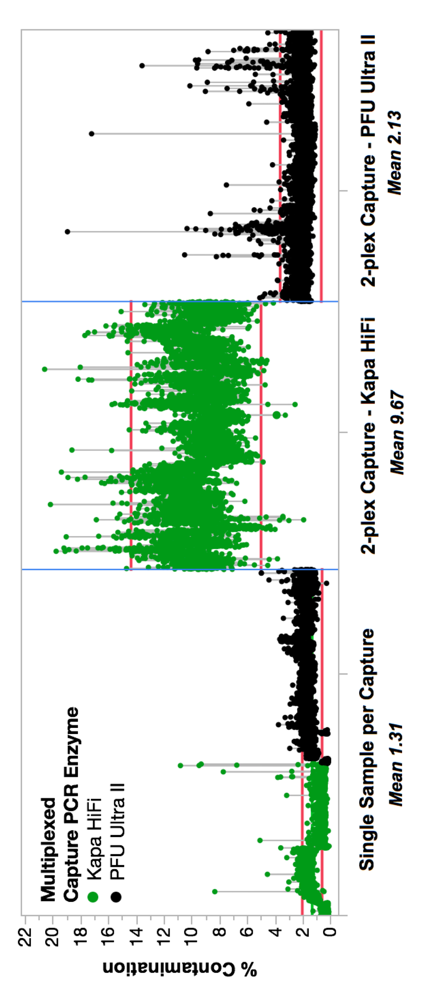 Multiplexed
Capture PCR Enzyme
Kapa HiFi
PFU Ultra II
% Contamination
22
20
18
16
14
12
10
8
6
4
2
0
Single Sample per Capture
Mean 1.31
2-plex Capture - Kapa HiFi
Mean 9.67
2-plex Capture - PFU Ultra II
Mean 2.13